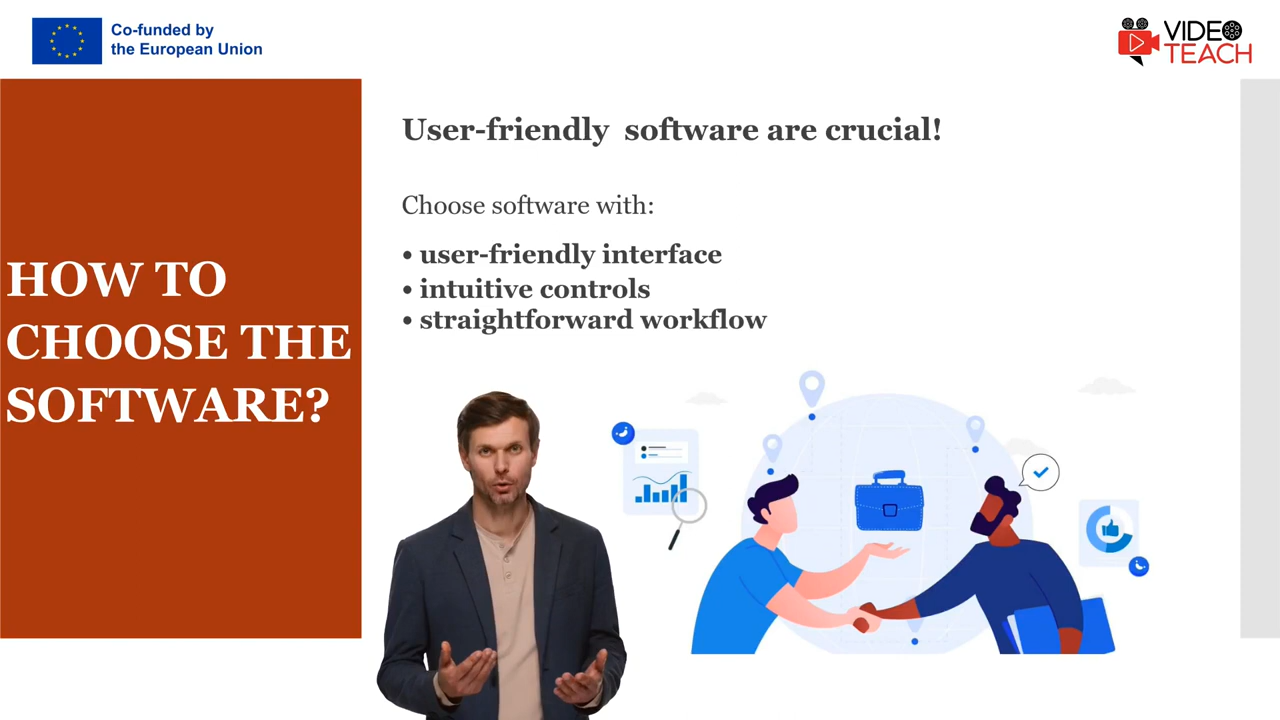 Co-funded by
the European Union
VIDEO
TEACH
HOW TO
CHOOSE THE
SOFTWARE?
User-friendly  software are crucial!
Choose software with:
• user-friendly interface
• intuitive controls
• straightforward workflow